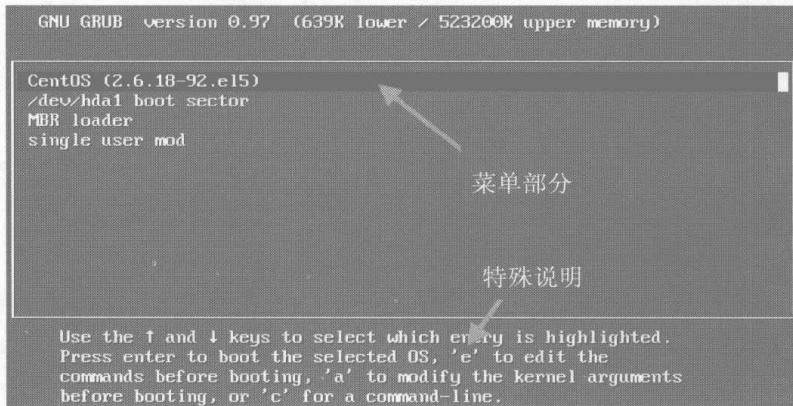 GNU GRUB version 0.97 (639K lower / 523200K upper memory)
CentOS (2.6.18-92.el5)
/dev/hda1 boot sector
MBR loader
single user mod
菜单部分
特殊说明
Use the ↑ and ↓ keys to select which entry is highlighted.
Press enter to boot the selected OS, 'e' to edit the
commands before booting, 'a' to modify the kernel arguments
before booting, or 'c' for a command-line.